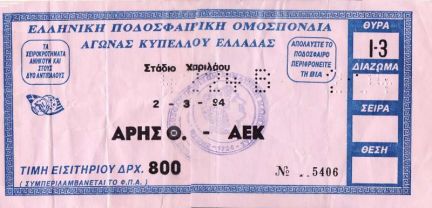 ΕΛΛΗΝΙΚΗ ΠΟΔΟΣΦΑΙΡΙΚΗ ΟΜΟΣΠΟΝΔΙΑ
ΑΓΩΝΑΣ ΚΥΠΕΛΛΟΥ ΕΛΛΑΔΟΣ
ΤΑ
ΧΕΙΡΟΚΡΟΤΗΜΑΤΑ
ΑΝΗΚΟΥΝ ΚΑΙ
ΣΤΟΥΣ
ΔΥΟ ΑΝΤΙΠΑΛΟΥΣ
ΑΠΟΛΑΥΣΤΕ ΤΟ
ΠΟΔΟΣΦΑΙΡΟ
ΠΕΡΙΦΡΟΝΕΙΤΕ
ΤΗ ΒΙΑ
Στάδιο Χαριλάου
2 - 3 - 94
ΑΡΗΣ Θ. - ΑΕΚ
ΤΙΜΗ ΕΙΣΙΤΗΡΙΟΥ ΔΡΧ. 800
(ΣΥΜΠΕΡΙΛΑΜΒΑΝΕΤΑΙ ΤΟ Φ.Π.Α.)
№ 5406
ΘΥΡΑ
1-3
ΔΙΑΖΩΜΑ
ΣΕΙΡΑ
ΘΕΣΗ